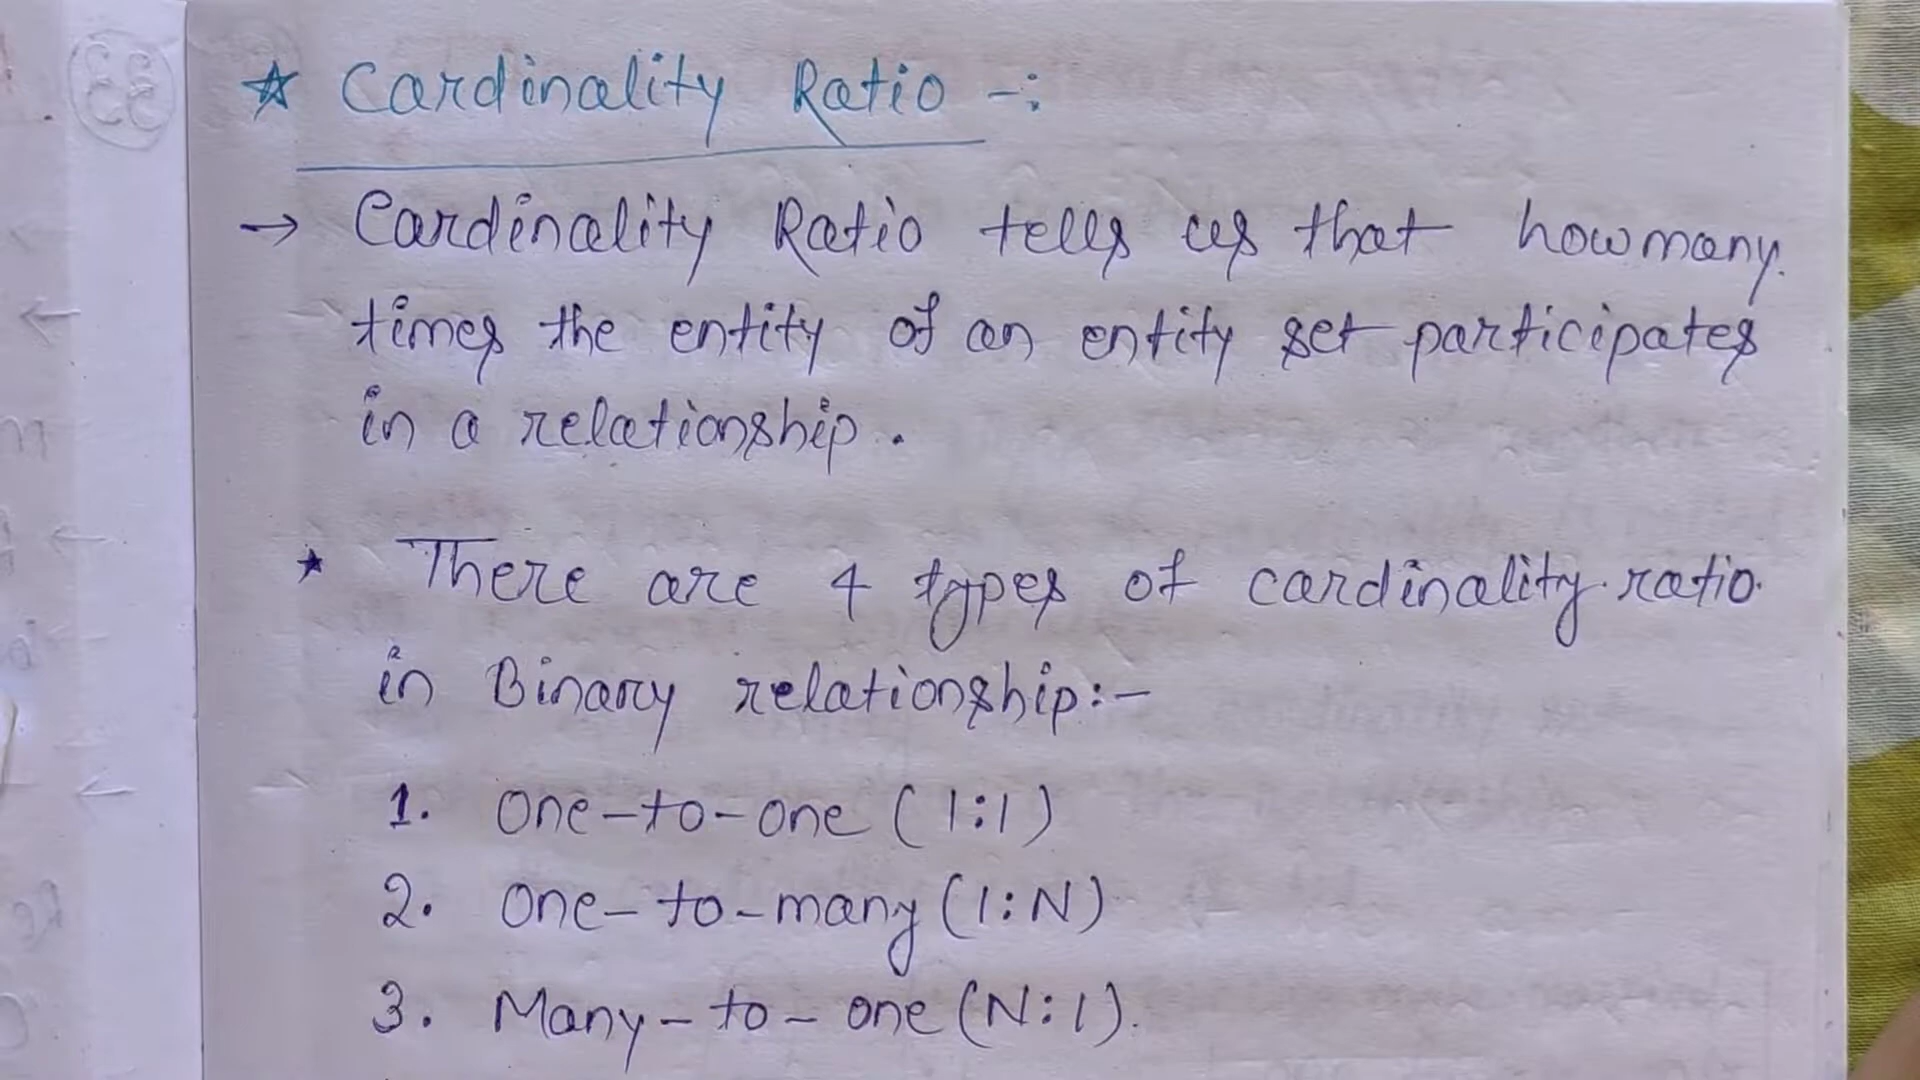 ☆ Cardinality Ratio -:
→ Cardinality Ratio tells us that how many
times the entity of an entity set participates
in a relationship.
* There are 4 types of cardinality ratio
in Binary relationship:-
1. One-to-one (1:1)
2. One-to-many (1:N)
3. Many-to-one (N:1).